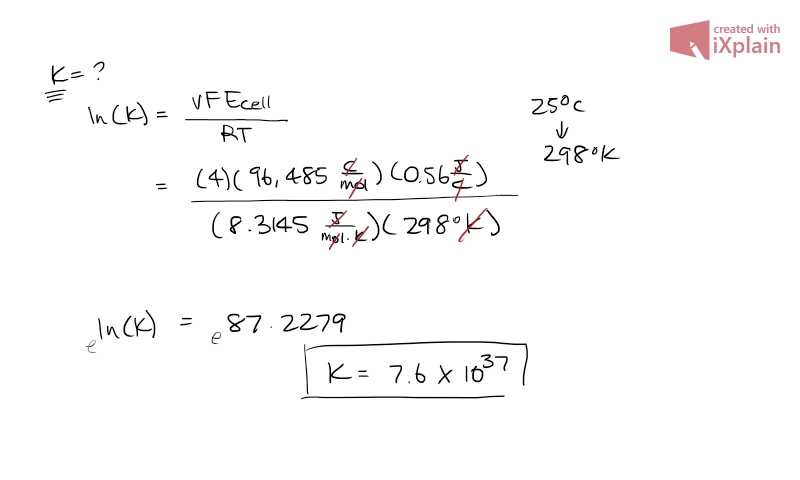 created with
iXplain
K = ?
ln(K) = νFEcell / RT
25°C
↓
298°K
= (4)(96,485 C/mol)(0.56 J/C) / (8.3145 J/mol·K)(298°K)
e^ln(K) = e^87.2279
K = 7.6 x 10^37